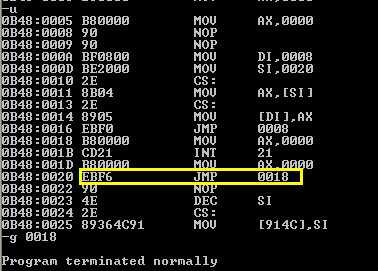 -u
0B48:0005 B80000 MOV AX,0000
0B48:0008 90 NOP
0B48:0009 90 NOP
0B48:000A BF0800 MOV DI,0008
0B48:000D BE2000 MOV SI,0020
0B48:0010 2E CS:
0B48:0011 8B04 MOV AX,[SI]
0B48:0013 2E CS:
0B48:0014 8905 MOV [DI],AX
0B48:0016 EBF0 JMP 0008
0B48:0018 B80000 MOV AX,0000
0B48:001B CD21 INT 21
0B48:001D B80000 MOV AX,0000
0B48:0020 EBF6 JMP 0018
0B48:0022 90 NOP
0B48:0023 4E DEC SI
0B48:0024 2E CS:
0B48:0025 89364C91 MOV [914C],SI
-g 0018
Program terminated normally